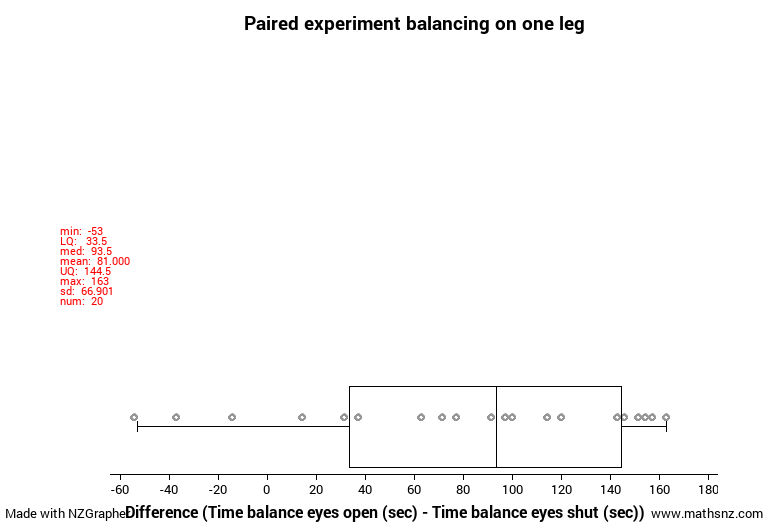 Paired experiment balancing on one leg
min: -53
LQ: 33.5
med: 93.5
mean: 81.000
UQ: 144.5
max: 163
sd: 66.901
num: 20
-60 -40 -20 0 20 40 60 80 100 120 140 160 180
Made with NZGraphe Difference (Time balance eyes open (sec) - Time balance eyes shut (sec)) www.mathsnz.com